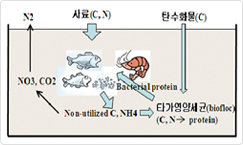 N2
사료(C, N)
탄수화물(C)
NO3, CO2
Bacterial protein
Non-utilized C, NH4
타가영양세균(biofloc)
(C, N→ protein)